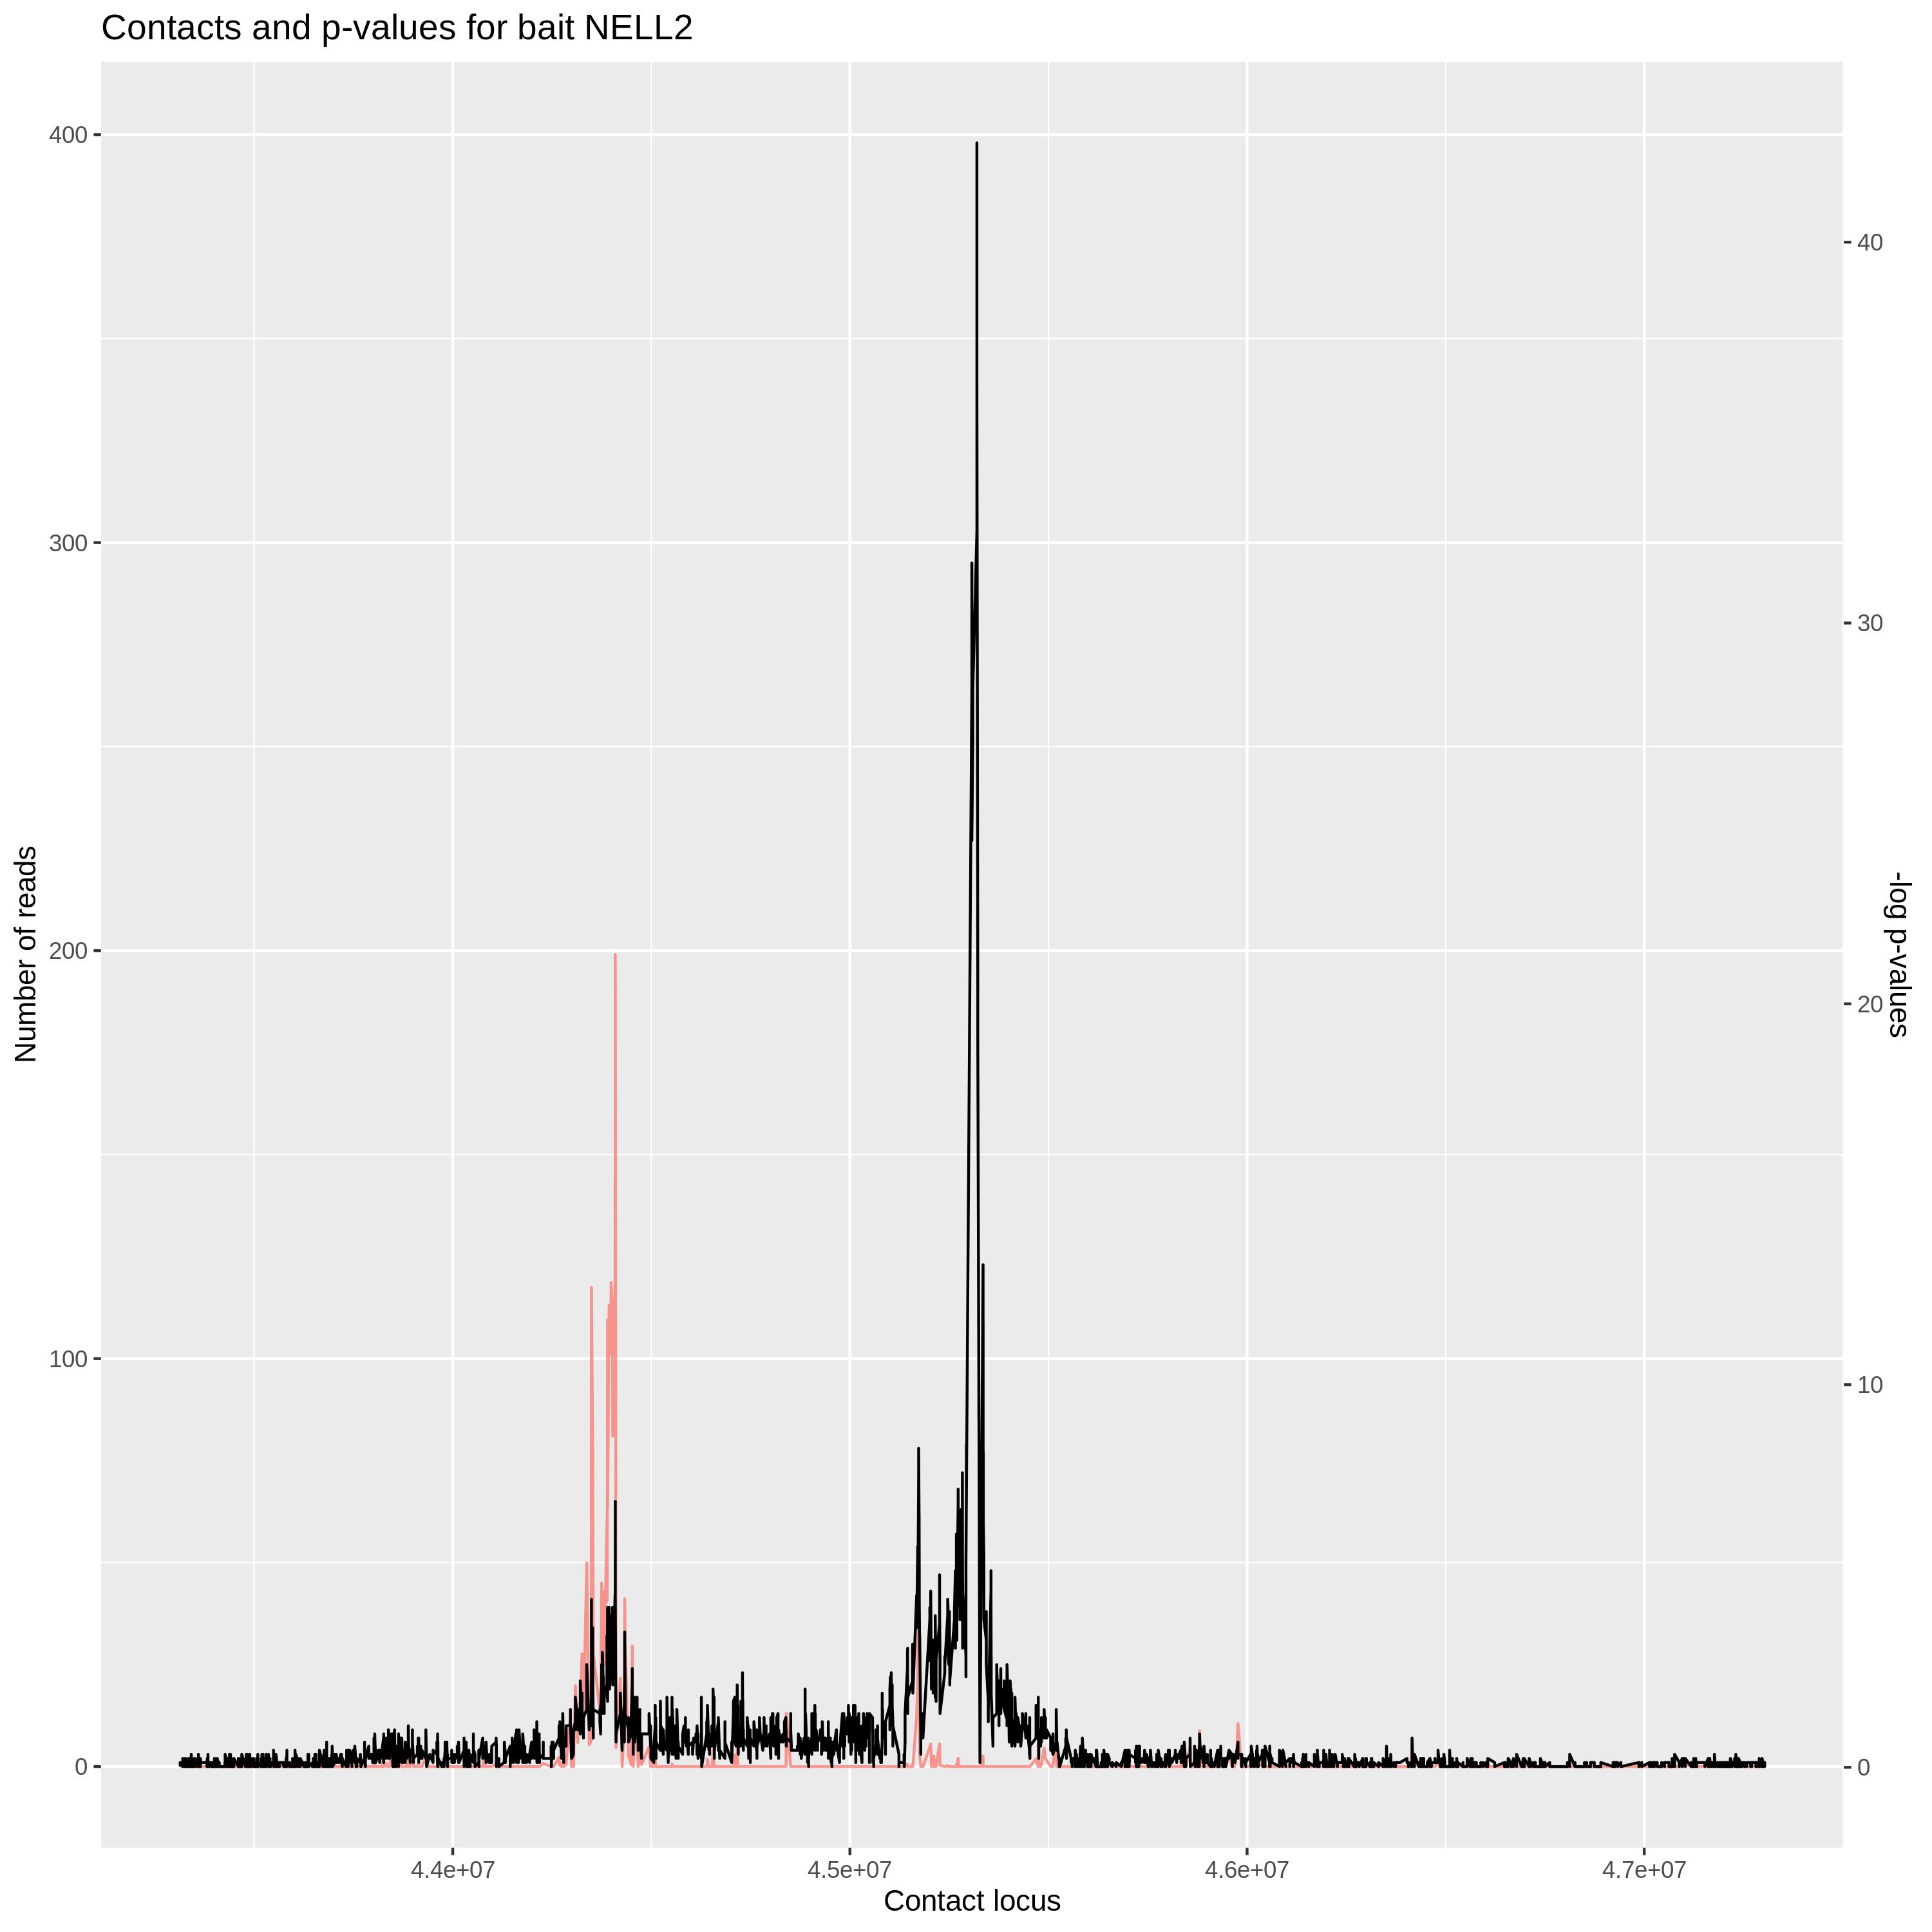 Contacts and p-values for bait NELL2
400
300
200
100
0
40
30
20
10
0
Number of reads
-log p-values
4.4e+07
4.5e+07
4.6e+07
4.7e+07
Contact locus